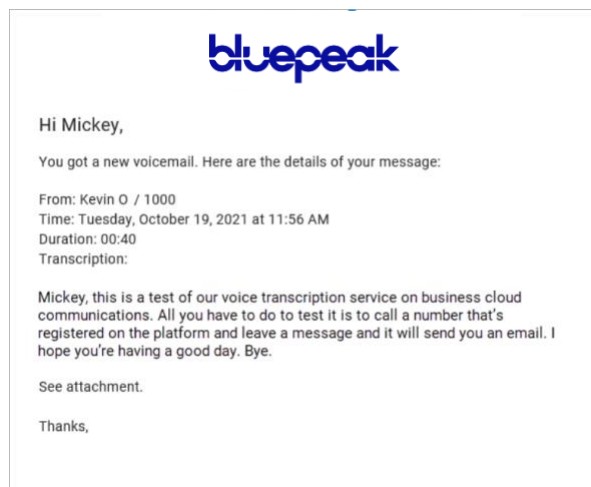 bluepeak
Hi Mickey,
You got a new voicemail. Here are the details of your message:
From: Kevin O / 1000
Time: Tuesday, October 19, 2021 at 11:56 AM
Duration: 00:40
Transcription:
Mickey, this is a test of our voice transcription service on business cloud
communications. All you have to do to test it is to call a number that's
registered on the platform and leave a message and it will send you an email. I
hope you're having a good day. Bye.
See attachment.
Thanks,